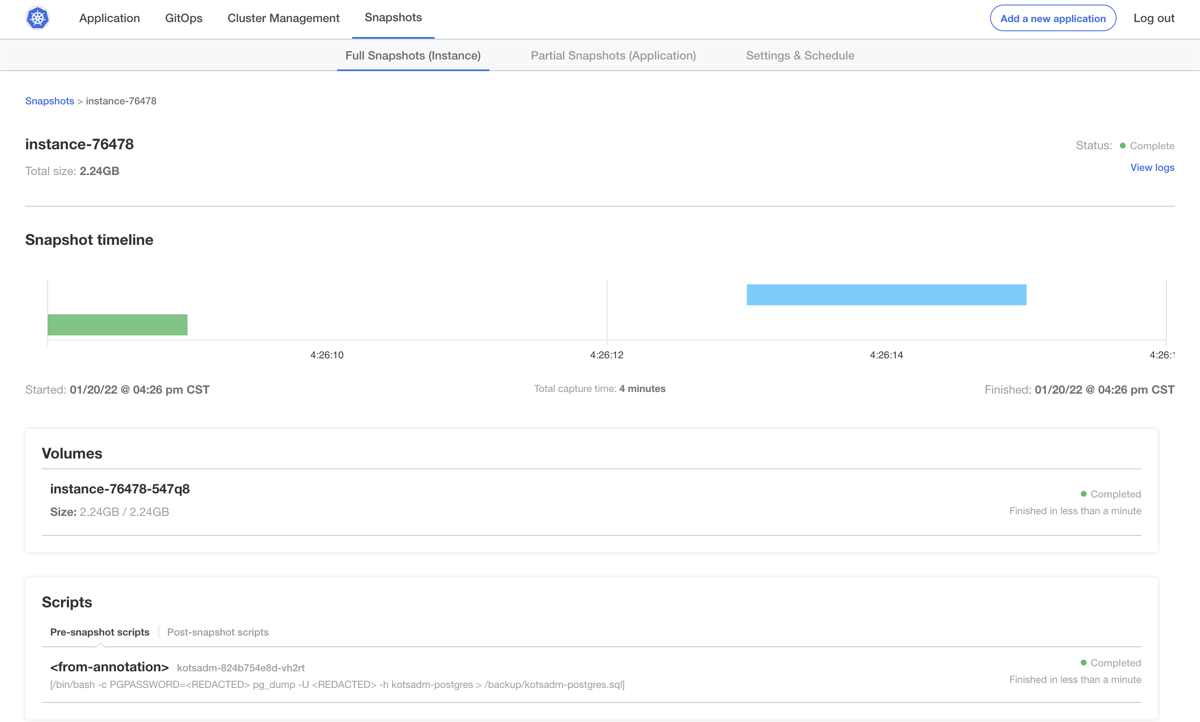 Application GitOps Cluster Management Snapshots Add a new application Log out
Full Snapshots (Instance) Partial Snapshots (Application) Settings & Schedule
Snapshots > instance-76478
instance-76478
Status: Complete
Total size: 2.24GB
View logs
Snapshot timeline
4:26:10 4:26:12 4:26:14 4:26:1
Started: 01/20/22 @ 04:26 pm CST Total capture time: 4 minutes Finished: 01/20/22 @ 04:26 pm CST
Volumes
instance-76478-547q8
Completed
Size: 2.24GB / 2.24GB
Finished in less than a minute
Scripts
Pre-snapshot scripts Post-snapshot scripts
<from-annotation> kotsadm-824b754e8d-vh2rt
Completed
[/bin/bash -c PGPASSWORD=<REDACTED> pg_dump -U <REDACTED> -h kotsadm-postgres > /backup/kotsadm-postgres.sql]
Finished in less than a minute